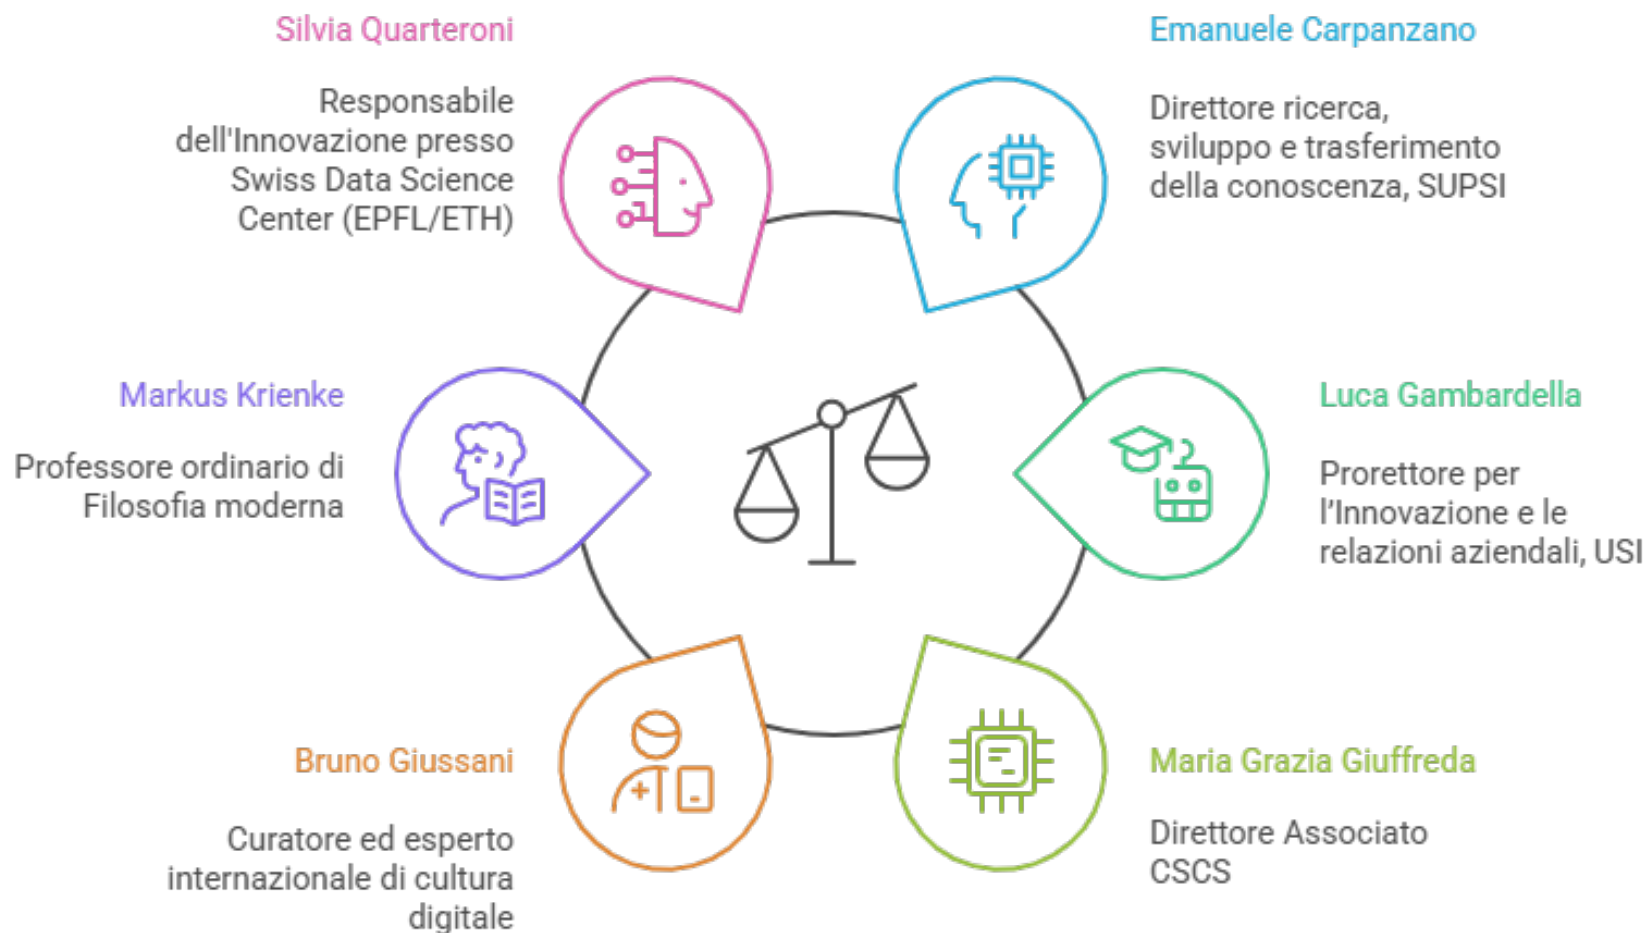 Silvia Quarteroni
Responsabile
dell'Innovazione presso
Swiss Data Science
Center (EPFL/ETH)
Emanuele Carpanzano
Direttore ricerca,
sviluppo e trasferimento
della conoscenza, SUPSI
Markus Krienke
Professore ordinario di
Filosofia moderna
Luca Gambardella
Prorettore per
l’Innovazione e le
relazioni aziendali, USI
Bruno Giussani
Curatore ed esperto
internazionale di cultura
digitale
Maria Grazia Giuffreda
Direttore Associato
CSCS